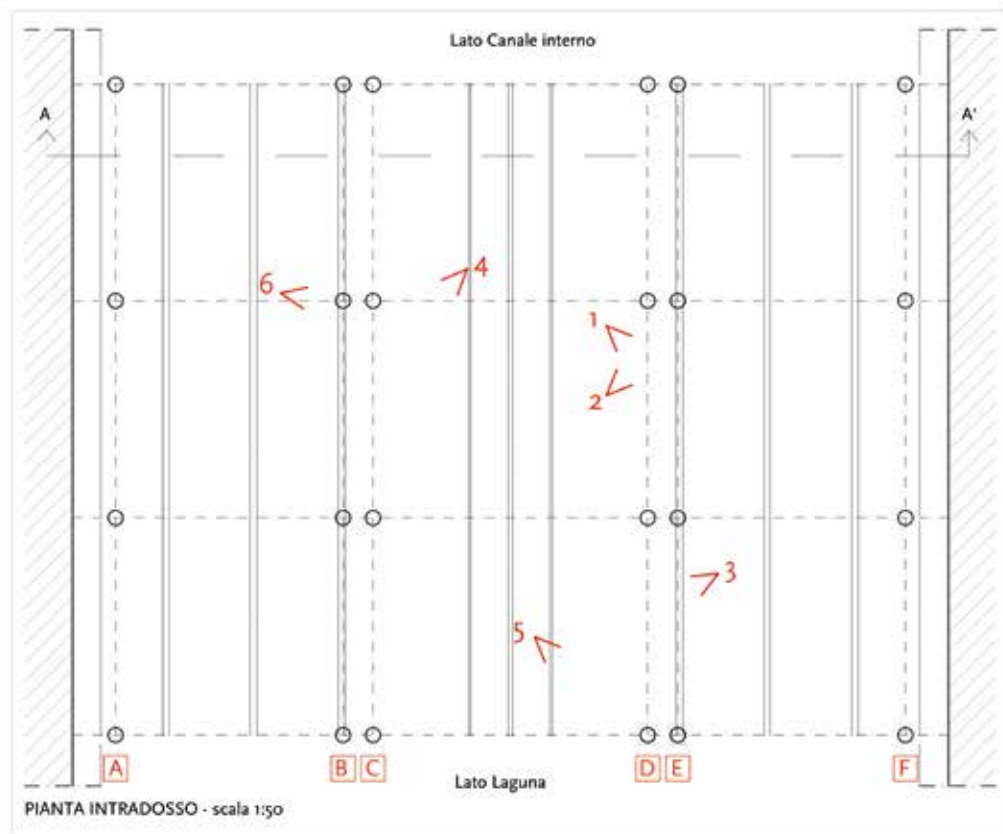 Lato Canale interno
A
A'
6
4
1
2
3
5
A B C D E F
Lato Laguna
PIANTA INTRADOSSO - scala 1:50